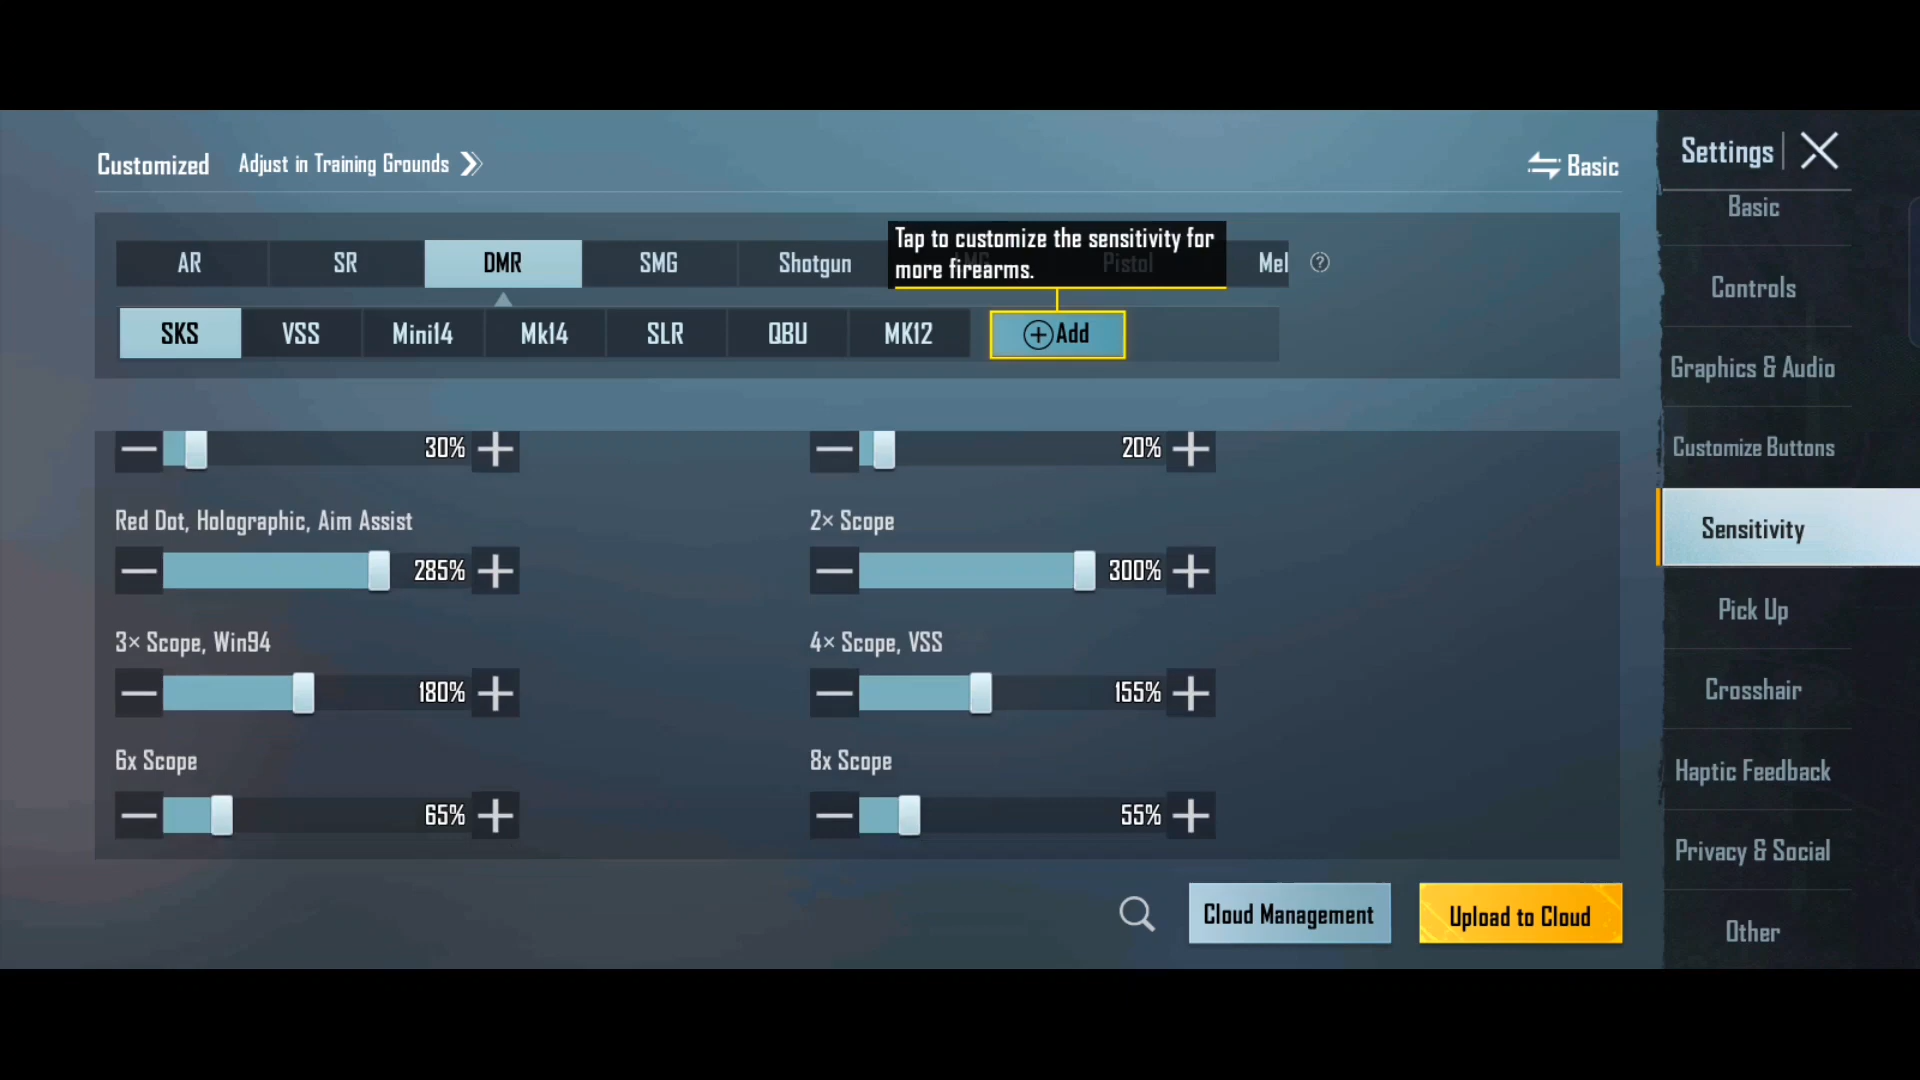 Customized
Adjust in Training Grounds
Basic
Settings
Tap to customize the sensitivity for
more firearms.
AR
SR
DMR
SMG
Shotgun
LMG
Pistol
Mel
?
SKS
VSS
Mini14
Mk14
SLR
QBU
MK12
Add
30%
20%
Red Dot, Holographic, Aim Assist
2× Scope
285%
300%
3× Scope, Win94
4× Scope, VSS
180%
155%
6x Scope
8x Scope
65%
55%
Cloud Management
Upload to Cloud
Basic
Controls
Graphics & Audio
Customize Buttons
Sensitivity
Pick Up
Crosshair
Haptic Feedback
Privacy & Social
Other